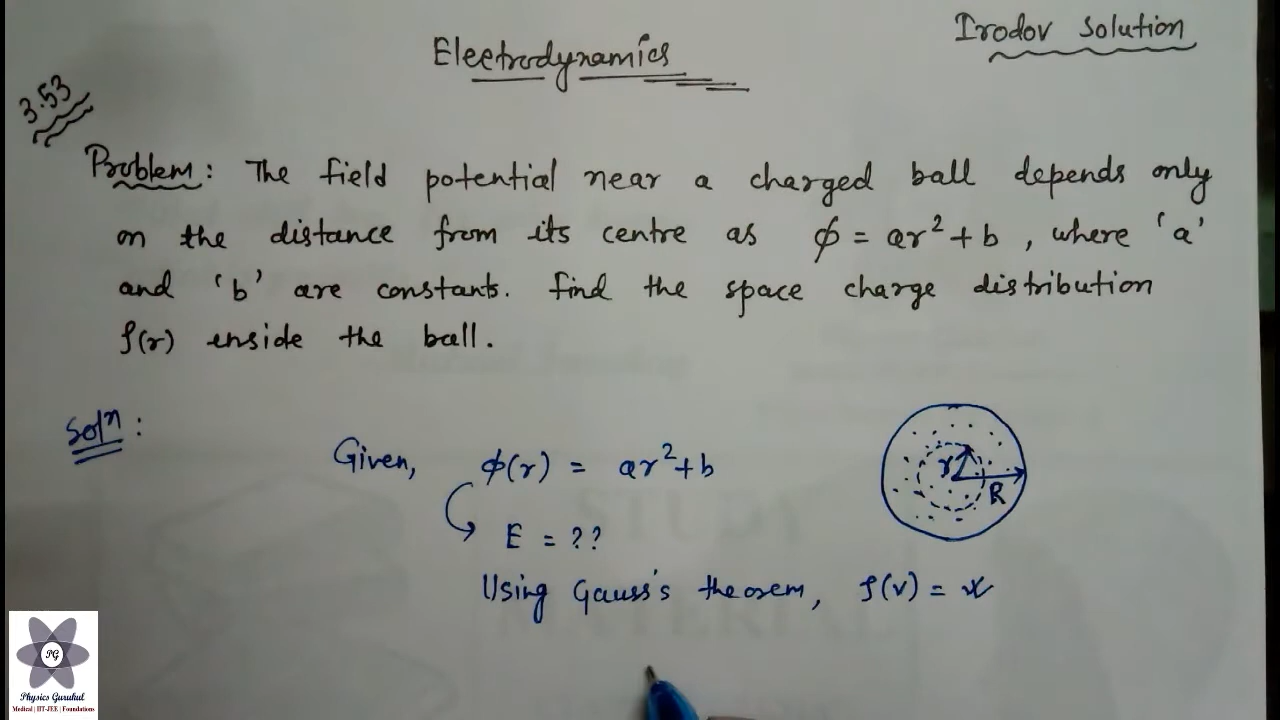 Irodov Solution
Electrodynamics
3.53
Problem: The field potential near a charged ball depends only
on the distance from its centre as φ = ar²+b, where 'a'
and 'b' are constants. find the space charge distribution
ρ(r) inside the ball.
Solⁿ:
Given, φ(r) = ar²+b
r
R
E = ??
Using Gauss's theorem, ρ(r) =
PG
Physics Gurukul
Medical | IIT-JEE | Foundations